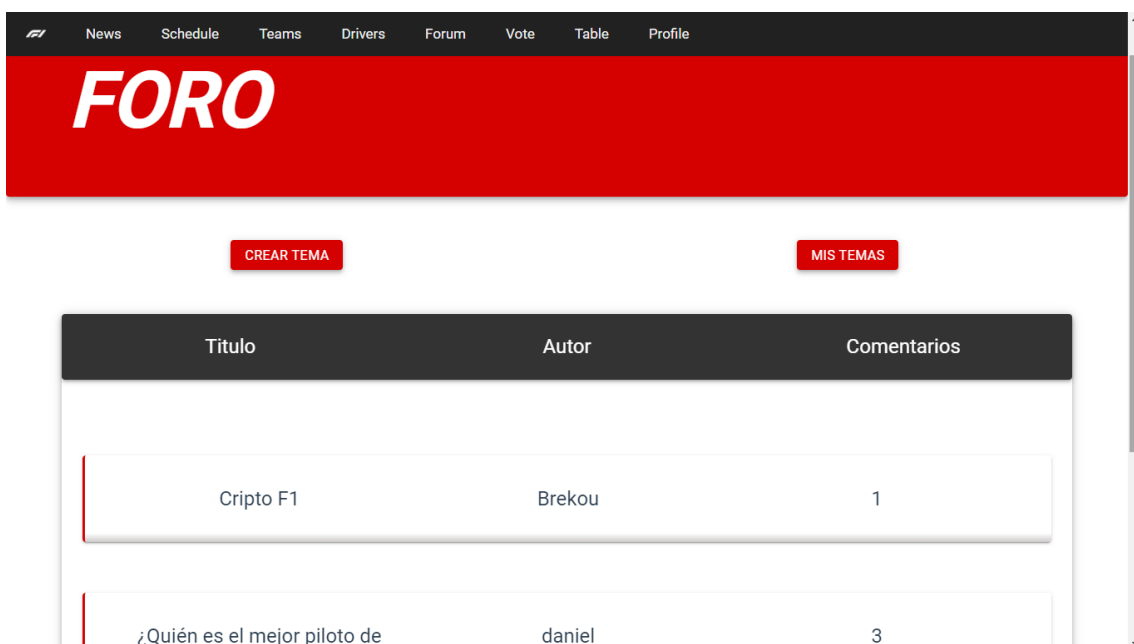 F1 News Schedule Teams Drivers Forum Vote Table Profile
FORO
CREAR TEMA MIS TEMAS
Titulo Autor Comentarios
Cripto F1 Brekou 1
¿Quién es el mejor piloto de daniel 3